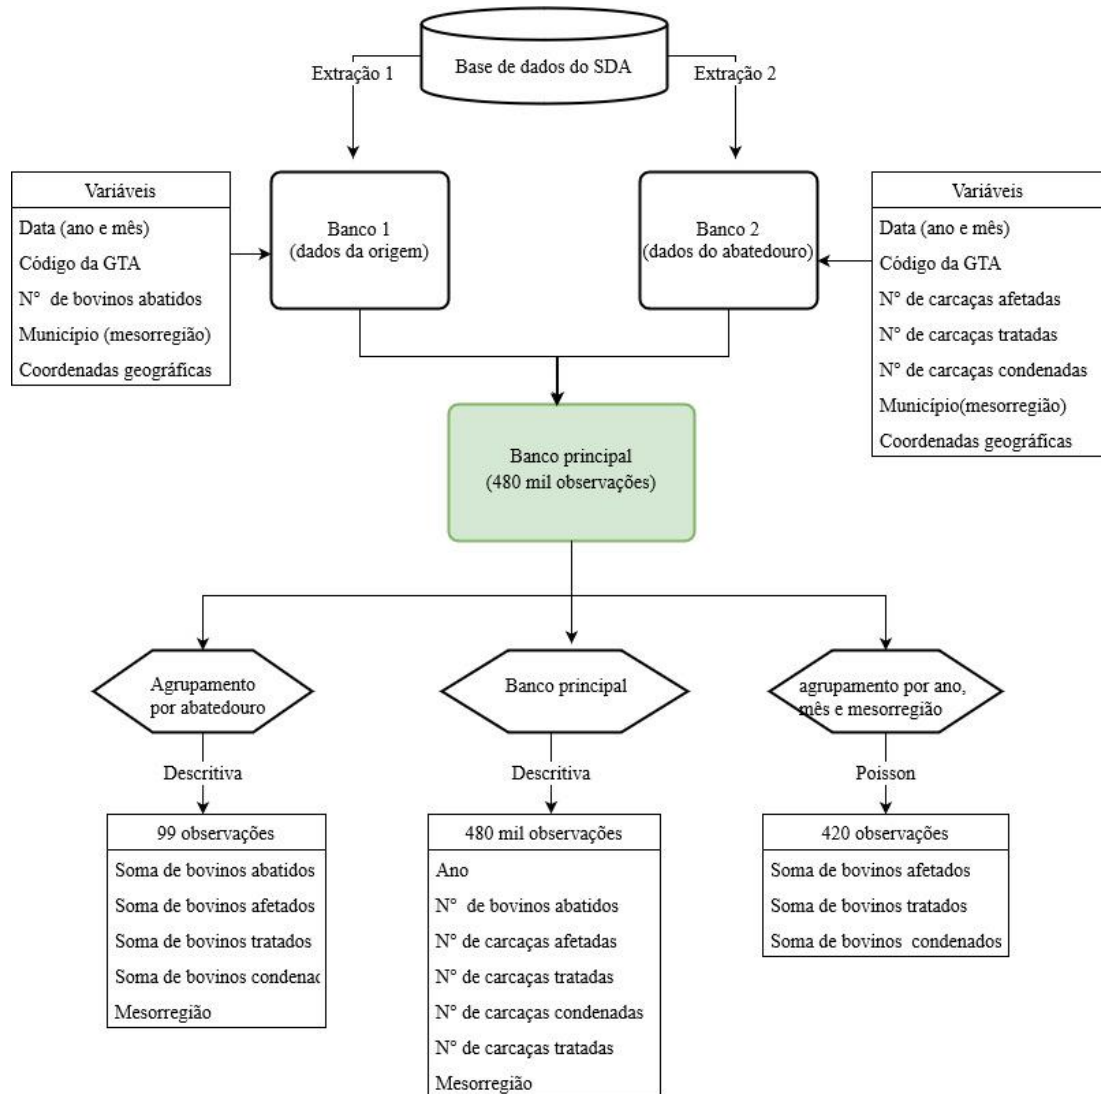 Base de dados do SDA
Extração 1
Extração 2
Variáveis
Data (ano e mês)
Código da GTA
N° de bovinos abatidos
Município (mesorregião)
Coordenadas geográficas
Banco 1
(dados da origem)
Banco 2
(dados do abatedouro)
Variáveis
Data (ano e mês)
Código da GTA
N° de carcaças afetadas
N° de carcaças tratadas
N° de carcaças condenadas
Município(mesorregião)
Coordenadas geográficas
Banco principal
(480 mil observações)
Agrupamento
por abatedouro
Banco principal
agrupamento por ano,
mês e mesorregião
Descritiva
Descritiva
Poisson
99 observações
Soma de bovinos abatidos
Soma de bovinos afetados
Soma de bovinos tratados
Soma de bovinos condenad
Mesorregião
480 mil observações
Ano
N° de bovinos abatidos
N° de carcaças afetadas
N° de carcaças tratadas
N° de carcaças condenadas
N° de carcaças tratadas
Mesorregião
420 observações
Soma de bovinos afetados
Soma de bovinos tratados
Soma de bovinos condenados